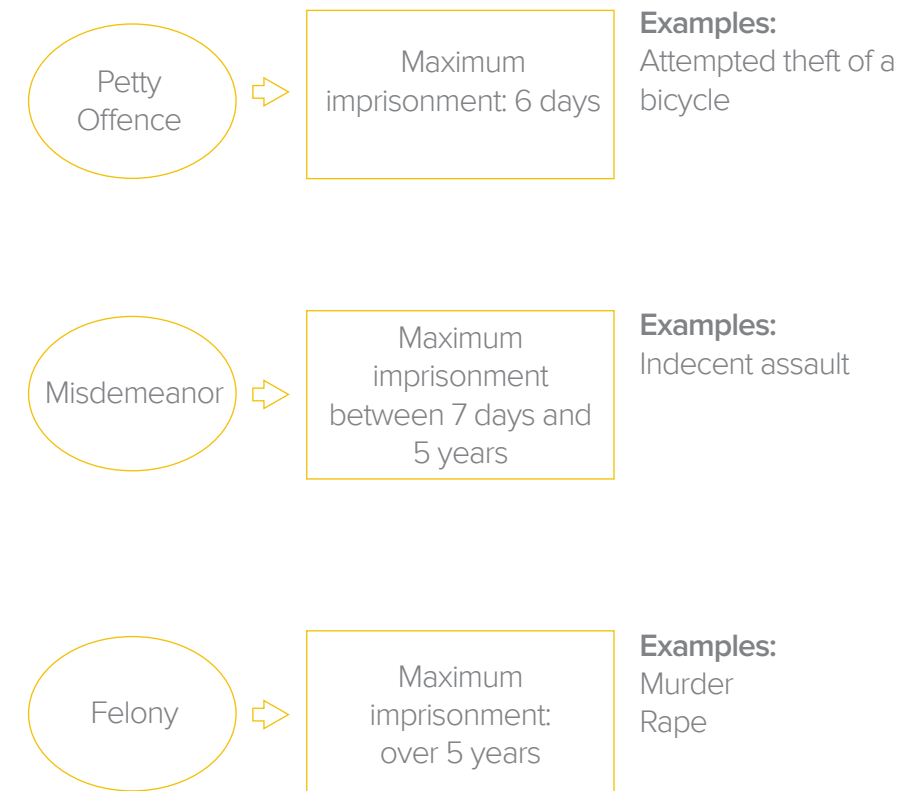 Petty
Offence
Maximum
imprisonment: 6 days
Examples:
Attempted theft of a
bicycle
Misdemeanor
Maximum
imprisonment
between 7 days and
5 years
Examples:
Indecent assault
Felony
Maximum
imprisonment:
over 5 years
Examples:
Murder
Rape